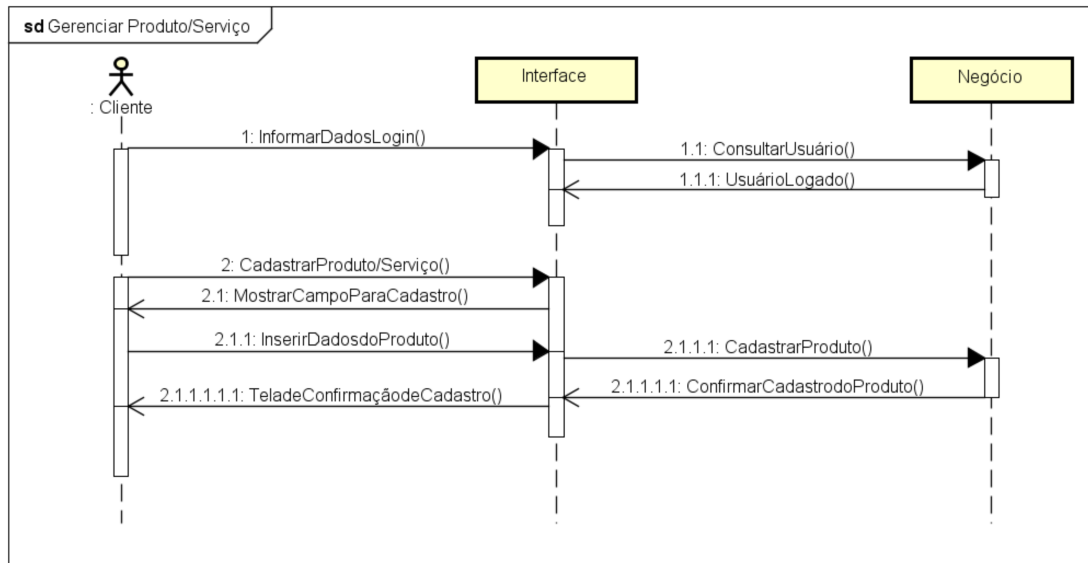 sd Gerenciar Produto/Serviço
: Cliente
Interface
Negócio
1: InformarDadosLogin()
1.1: ConsultarUsuário()
1.1.1: UsuárioLogado()
2: CadastrarProduto/Serviço()
2.1: MostrarCampoParaCadastro()
2.1.1: InserirDadosdoProduto()
2.1.1.1: CadastrarProduto()
2.1.1.1.1: ConfirmarCadastrodoProduto()
2.1.1.1.1.1: TeladeConfirmaçãodeCadastro()